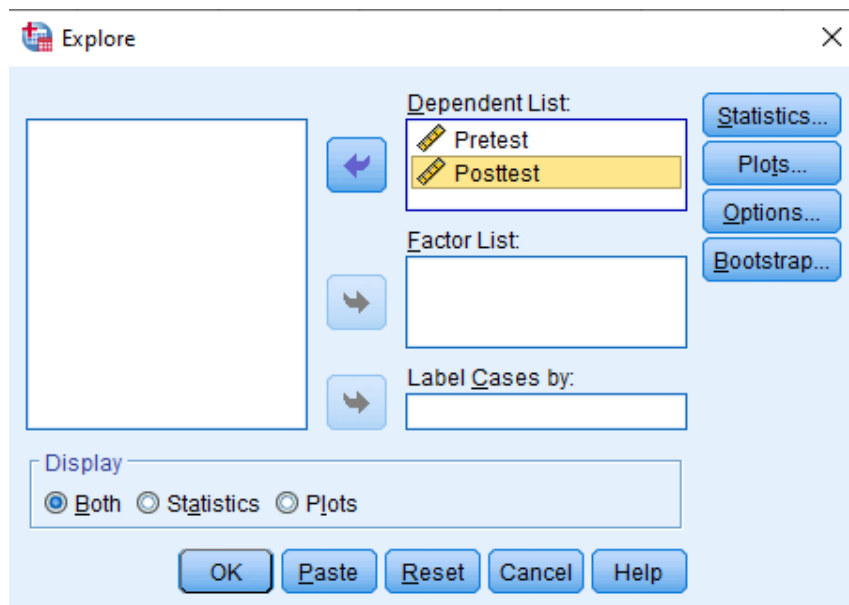 Explore
Dependent List:
Pretest
Posttest
Statistics...
Plots...
Options...
Bootstrap...
Factor List:
Label Cases by:
Display
Both Statistics Plots
OK Paste Reset Cancel Help